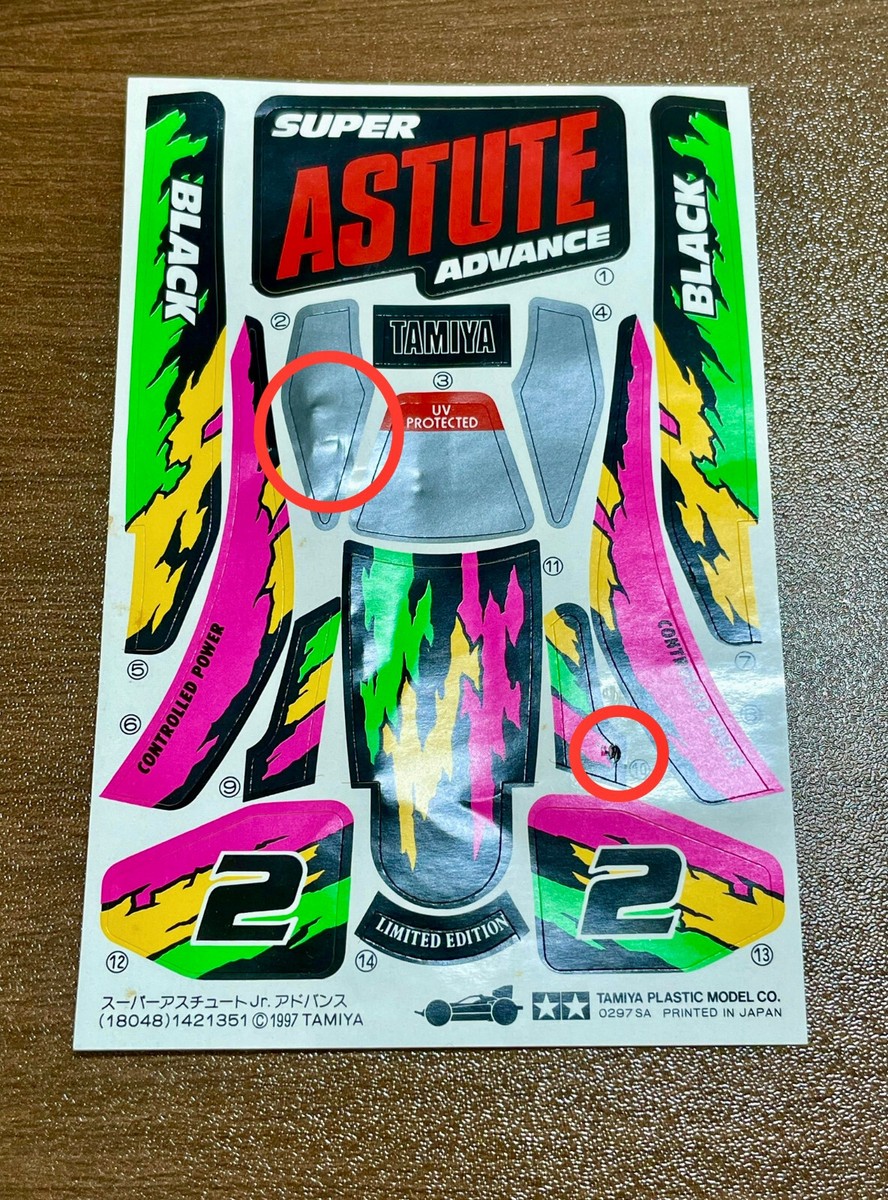 SUPER
ASTUTE
ADVANCE
①
BLACK
BLACK
②
TAMIYA
④
③
UV
PROTECTED
⑪
⑤
⑦
CONTROLLED POWER
⑥
⑨
⑩
2
2
LIMITED EDITION
⑫
⑭
⑬
スーパーアスチュートJr. アドバンス
(18048)1421351 ©1997 TAMIYA
TAMIYA PLASTIC MODEL CO.
0297SA PRINTED IN JAPAN